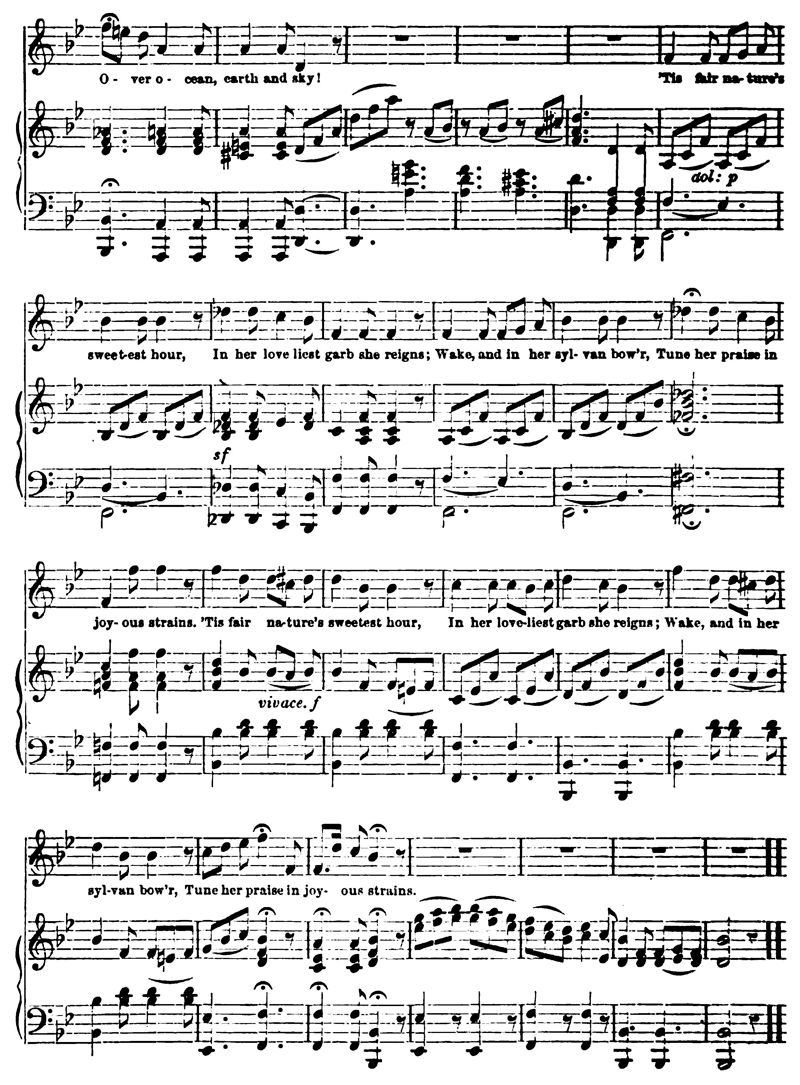 O- ver o- cean, earth and sky! 'Tis fair na-ture's
dol: p
sweet-est hour, In her love liest garb she reigns; Wake, and in her syl- van bow'r, Tune her praise in
sf
joy- ous strains. 'Tis fair na-ture's sweetest hour, In her love-liest garb she reigns; Wake, and in her
vivace. f
syl-van bow'r, Tune her praise in joy- ous strains.